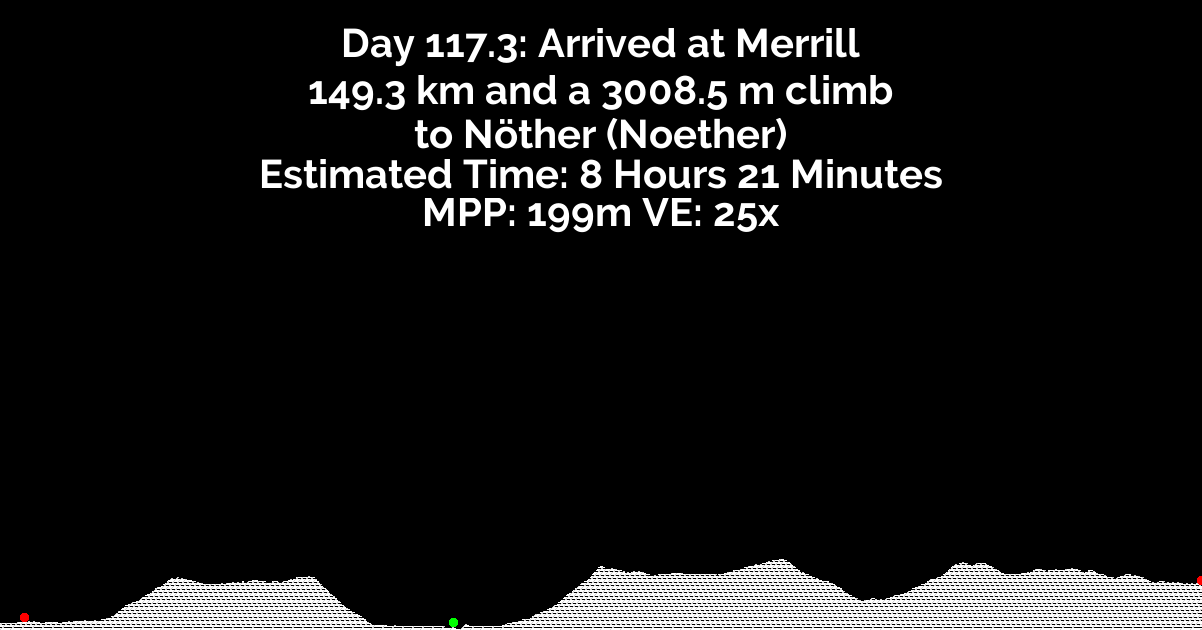 Day 117.3: Arrived at Merrill
149.3 km and a 3008.5 m climb
to Nöther (Noether)
Estimated Time: 8 Hours 21 Minutes
MPP: 199m VE: 25x